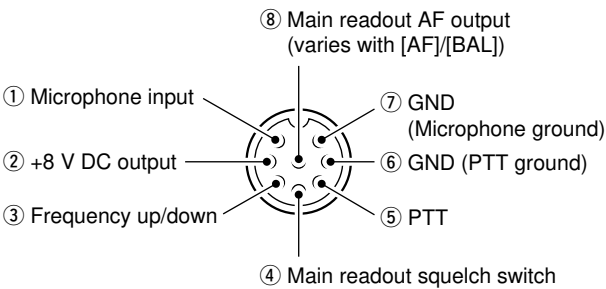 ⑧ Main readout AF output
(varies with [AF]/[BAL])
① Microphone input
⑦ GND
(Microphone ground)
② +8 V DC output
⑥ GND (PTT ground)
③ Frequency up/down
⑤ PTT
④ Main readout squelch switch